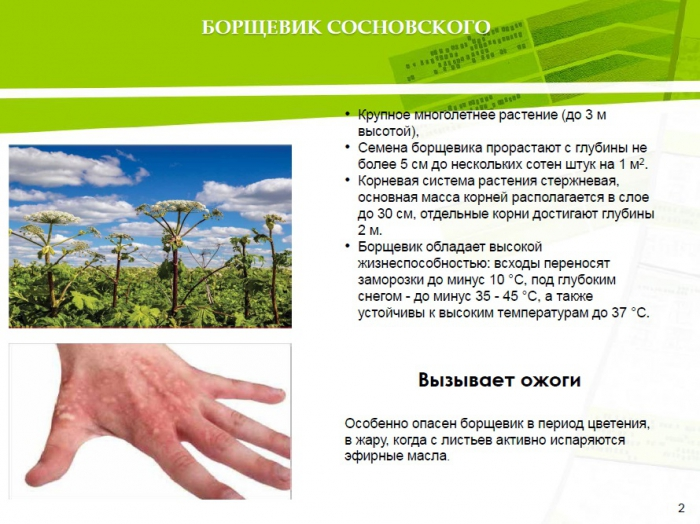 БОРЩЕВИК СОСНОВСКОГО
• Крупное многолетнее растение (до 3 м
высотой),
• Семена борщевика прорастают с глубины не
более 5 см до нескольких сотен штук на 1 м².
• Корневая система растения стержневая,
основная масса корней располагается в слое
до 30 см, отдельные корни достигают глубины
2 м.
• Борщевик обладает высокой
жизнеспособностью: всходы переносят
заморозки до минус 10 °С, под глубоким
снегом - до минус 35 - 45 °С, а также
устойчивы к высоким температурам до 37 °С.
Вызывает ожоги
Особенно опасен борщевик в период цветения,
в жару, когда с листьев активно испаряются
эфирные масла.
2